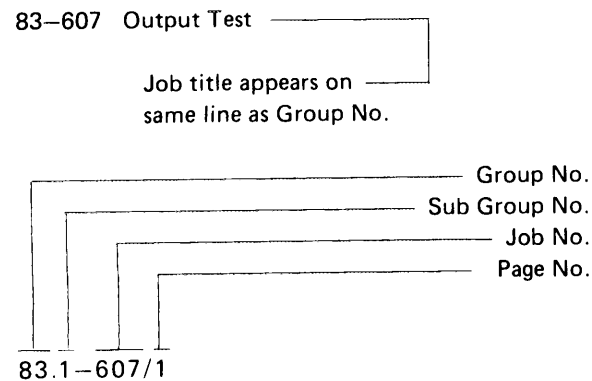 83–607 Output Test
Job title appears on
same line as Group No.
Group No.
Sub Group No.
Job No.
Page No.
83.1–607/1